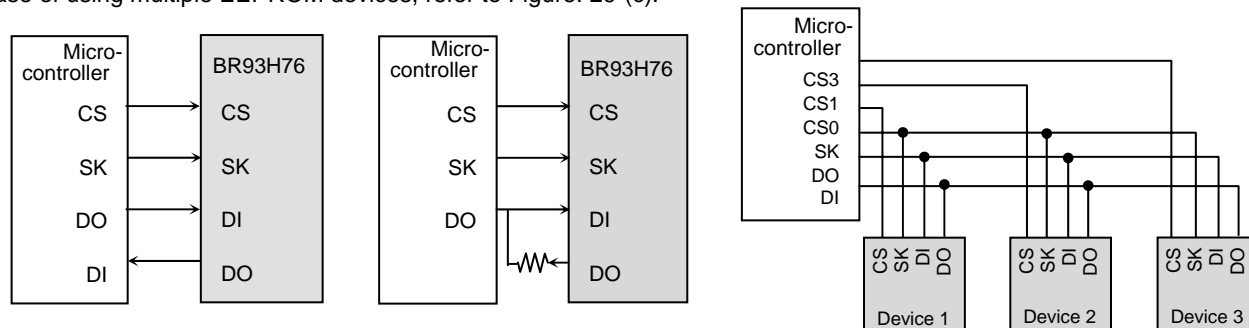 ase of using multiple EEPROM devices, refer to Figure. 29-(c).
Micro-
controller
CS
SK
DO
DI
BR93H76
CS
SK
DI
DO
Micro-
controller
CS
SK
DO
BR93H76
CS
SK
DI
DO
Micro-
controller
CS3
CS1
CS0
SK
DO
DI
CS
SK
DI
DO
Device 1
CS
SK
DI
DO
Device 2
CS
SK
DI
DO
Device 3